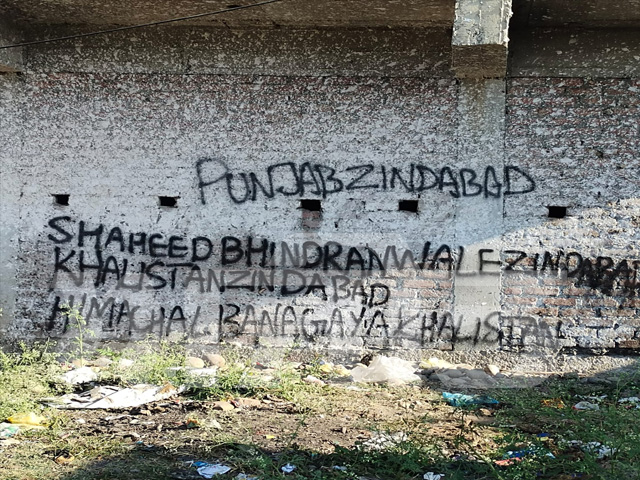 PUNJAB ZINDABAD
SHAHEED BHINDRANWALE ZINDABAD
KHALISTAN ZINDABAD
HIMACHAL BANAGAYA KHALISTAN